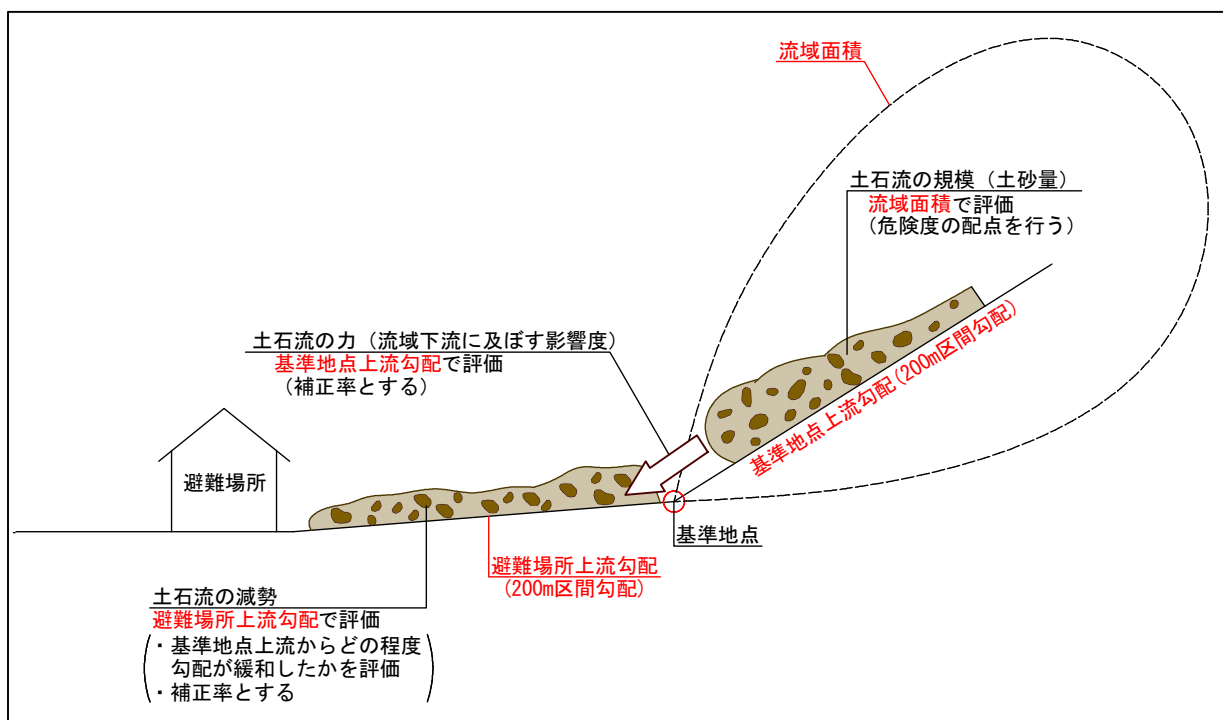 流域面積
土石流の規模（土砂量）
流域面積で評価
（危険度の配点を行う）
土石流の力（流域下流に及ぼす影響度）
基準地点上流勾配で評価
（補正率とする）
基準地点上流勾配(200m区間勾配)
避難場所
基準地点
避難場所上流勾配
(200m区間勾配)
土石流の減勢
避難場所上流勾配で評価
・基準地点上流からどの程度
勾配が緩和したかを評価
・補正率とする